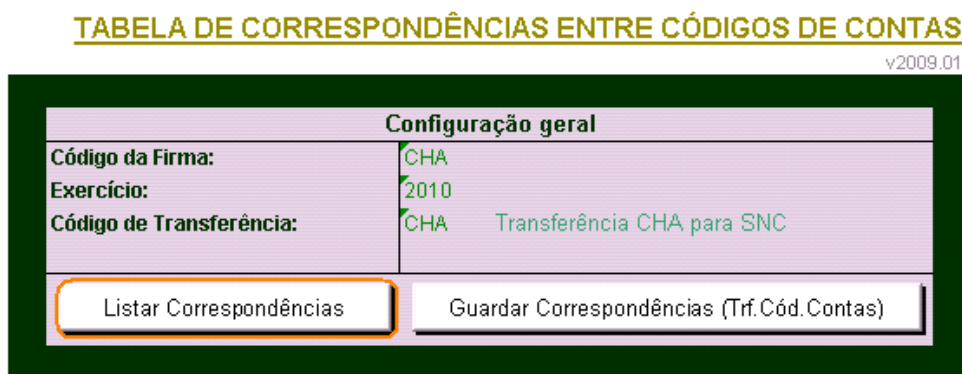 TABELA DE CORRESPONDÊNCIAS ENTRE CÓDIGOS DE CONTAS
v2009.01
Configuração geral
Código da Firma: CHA
Exercício: 2010
Código de Transferência: CHA Transferência CHA para SNC
Listar Correspondências Guardar Correspondências (Trf.Cód.Contas)